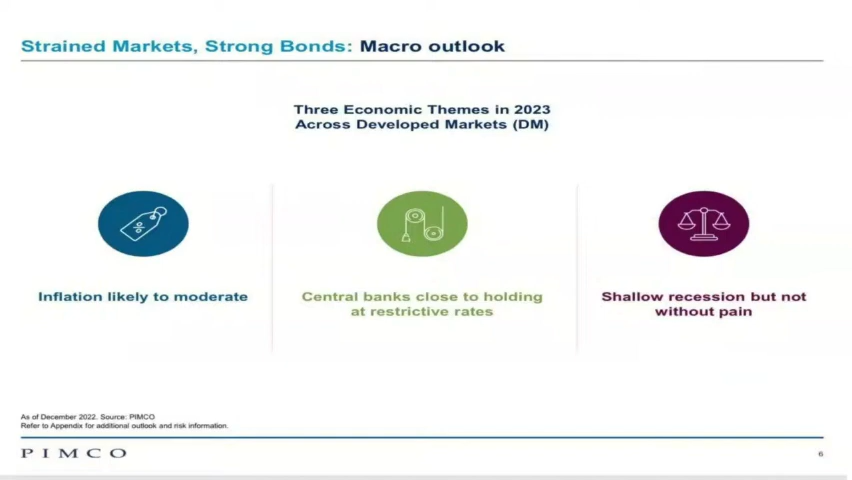 Strained Markets, Strong Bonds: Macro outlook
Three Economic Themes in 2023
Across Developed Markets (DM)
%
Inflation likely to moderate
Central banks close to holding
at restrictive rates
Shallow recession but not
without pain
As of December 2022. Source: PIMCO
Refer to Appendix for additional outlook and risk information.
PIMCO
6